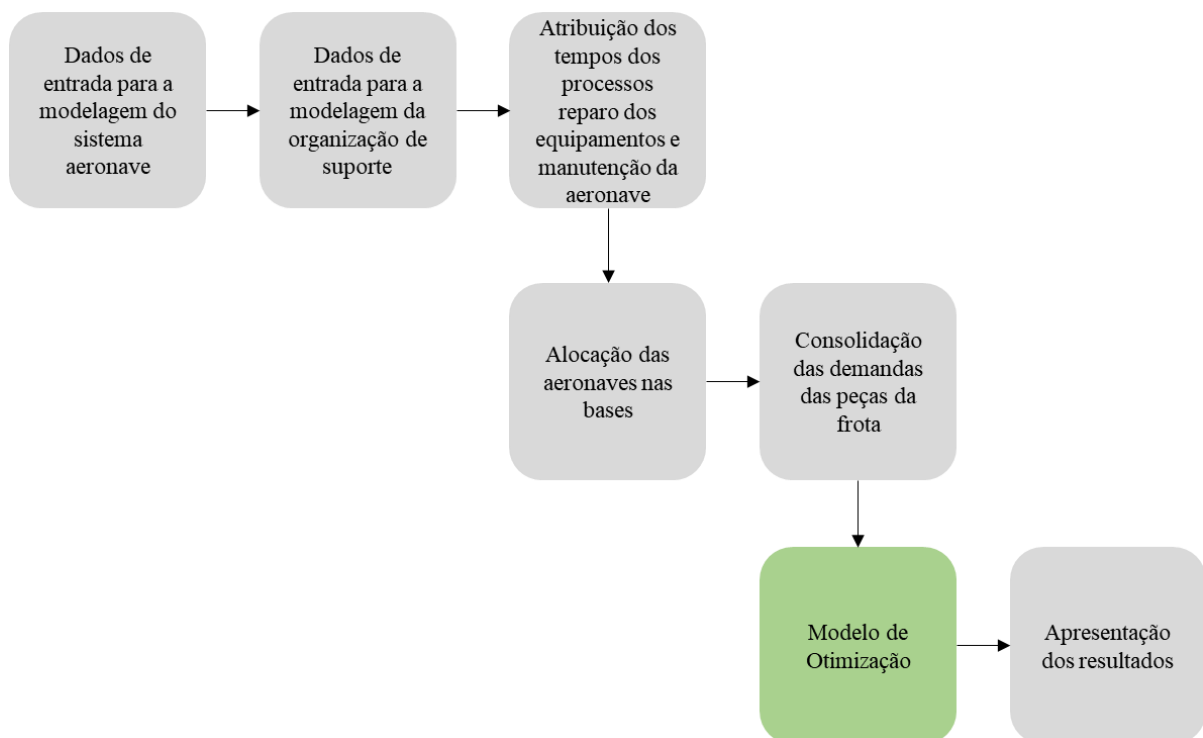 Dados de
entrada para a
modelagem do
sistema
aeronave
Dados de
entrada para a
modelagem da
organização de
suporte
Atribuição dos
tempos dos
processos
reparo dos
equipamentos e
manutenção da
aeronave
Alocação das
aeronaves nas
bases
Consolidação
das demandas
das peças da
frota
Modelo de
Otimização
Apresentação
dos resultados